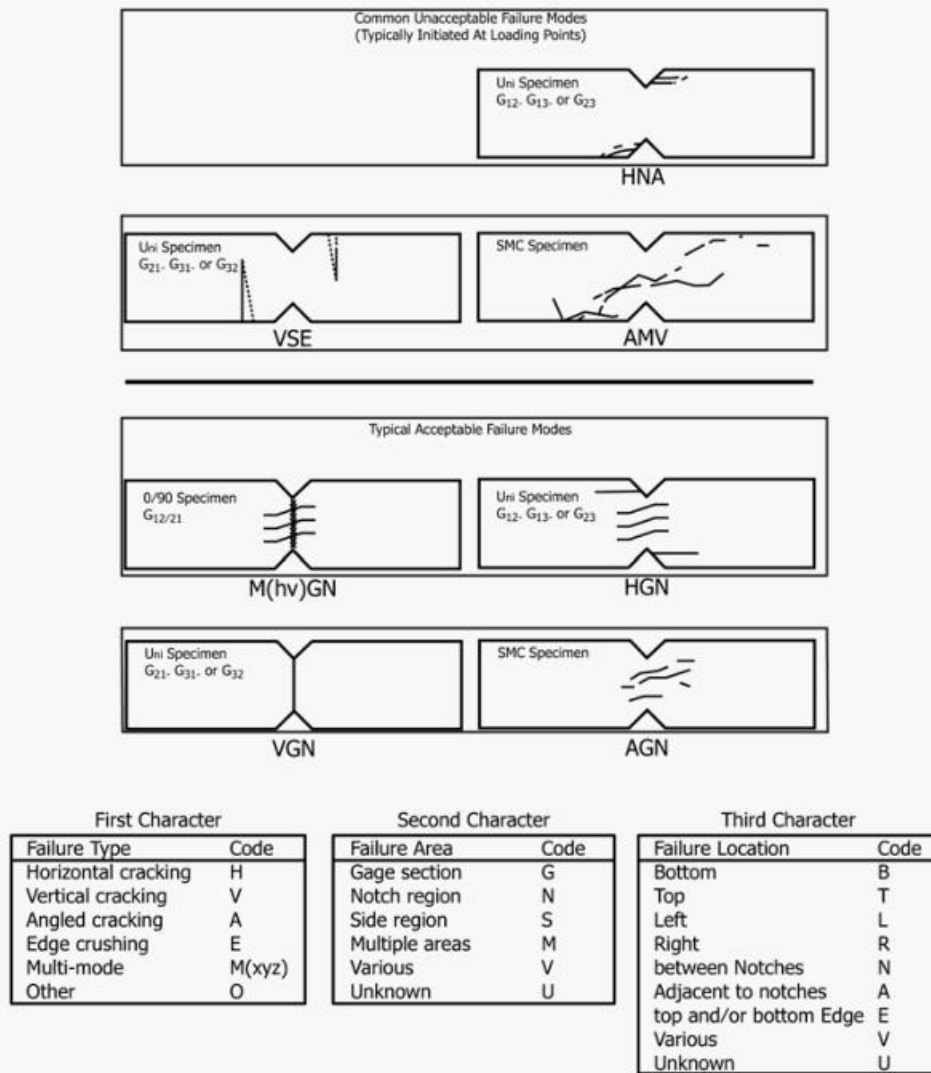 Common Unacceptable Failure Modes
(Typically Initiated At Loading Points)
Uni Specimen
G12- G13- or G23
HNA
Uni Specimen
G21- G31- or G32
VSE
SMC Specimen
AMV
Typical Acceptable Failure Modes
0/90 Specimen
G12/21
M(hv)GN
Uni Specimen
G12- G13- or G23
HGN
Uni Specimen
G21- G31- or G32
VGN
SMC Specimen
AGN
First Character
Failure Type Code
Horizontal cracking H
Vertical cracking V
Angled cracking A
Edge crushing E
Multi-mode M(xyz)
Other O
Second Character
Failure Area Code
Gage section G
Notch region N
Side region S
Multiple areas M
Various V
Unknown U
Third Character
Failure Location Code
Bottom B
Top T
Left L
Right R
between Notches N
Adjacent to notches A
top and/or bottom Edge E
Various V
Unknown U